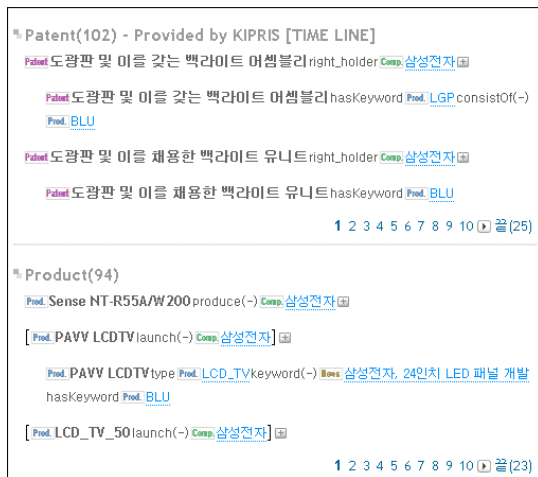 Patent(102) - Provided by KIPRIS [TIME LINE]
Patent 도광판 및 이를 갖는 백라이트 어셈블리 right_holder Comp. 삼성전자
Patent 도광판 및 이를 갖는 백라이트 어셈블리 hasKeyword Prod. LGP consistOf(-)
Prod. BLU
Patent 도광판 및 이를 채용한 백라이트 유니트 right_holder Comp. 삼성전자
Patent 도광판 및 이를 채용한 백라이트 유니트 hasKeyword Prod. BLU
1 2 3 4 5 6 7 8 9 10 끝(25)
Product(94)
Prod. Sense NT-R55A/W200 produce(-) Comp. 삼성전자
[Prod. PAVV LCDTV launch(-) Comp. 삼성전자]
Prod. PAVV LCDTV type Prod. LCD_TV keyword(-) News 삼성전자, 24인치 LED 패널 개발
hasKeyword Prod. BLU
[Prod. LCD_TV_50 launch(-) Comp. 삼성전자]
1 2 3 4 5 6 7 8 9 10 끝(23)